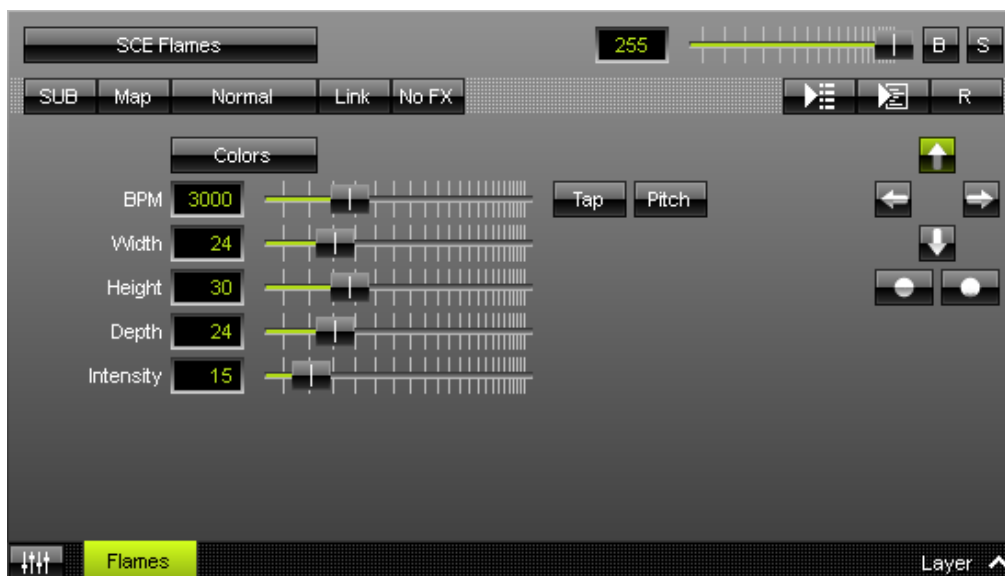 SCE Flames 255 B S
SUB Map Normal Link No FX R
Colors
BPM 3000 Tap Pitch
Width 24
Height 30
Depth 24
Intensity 15
Flames Layer